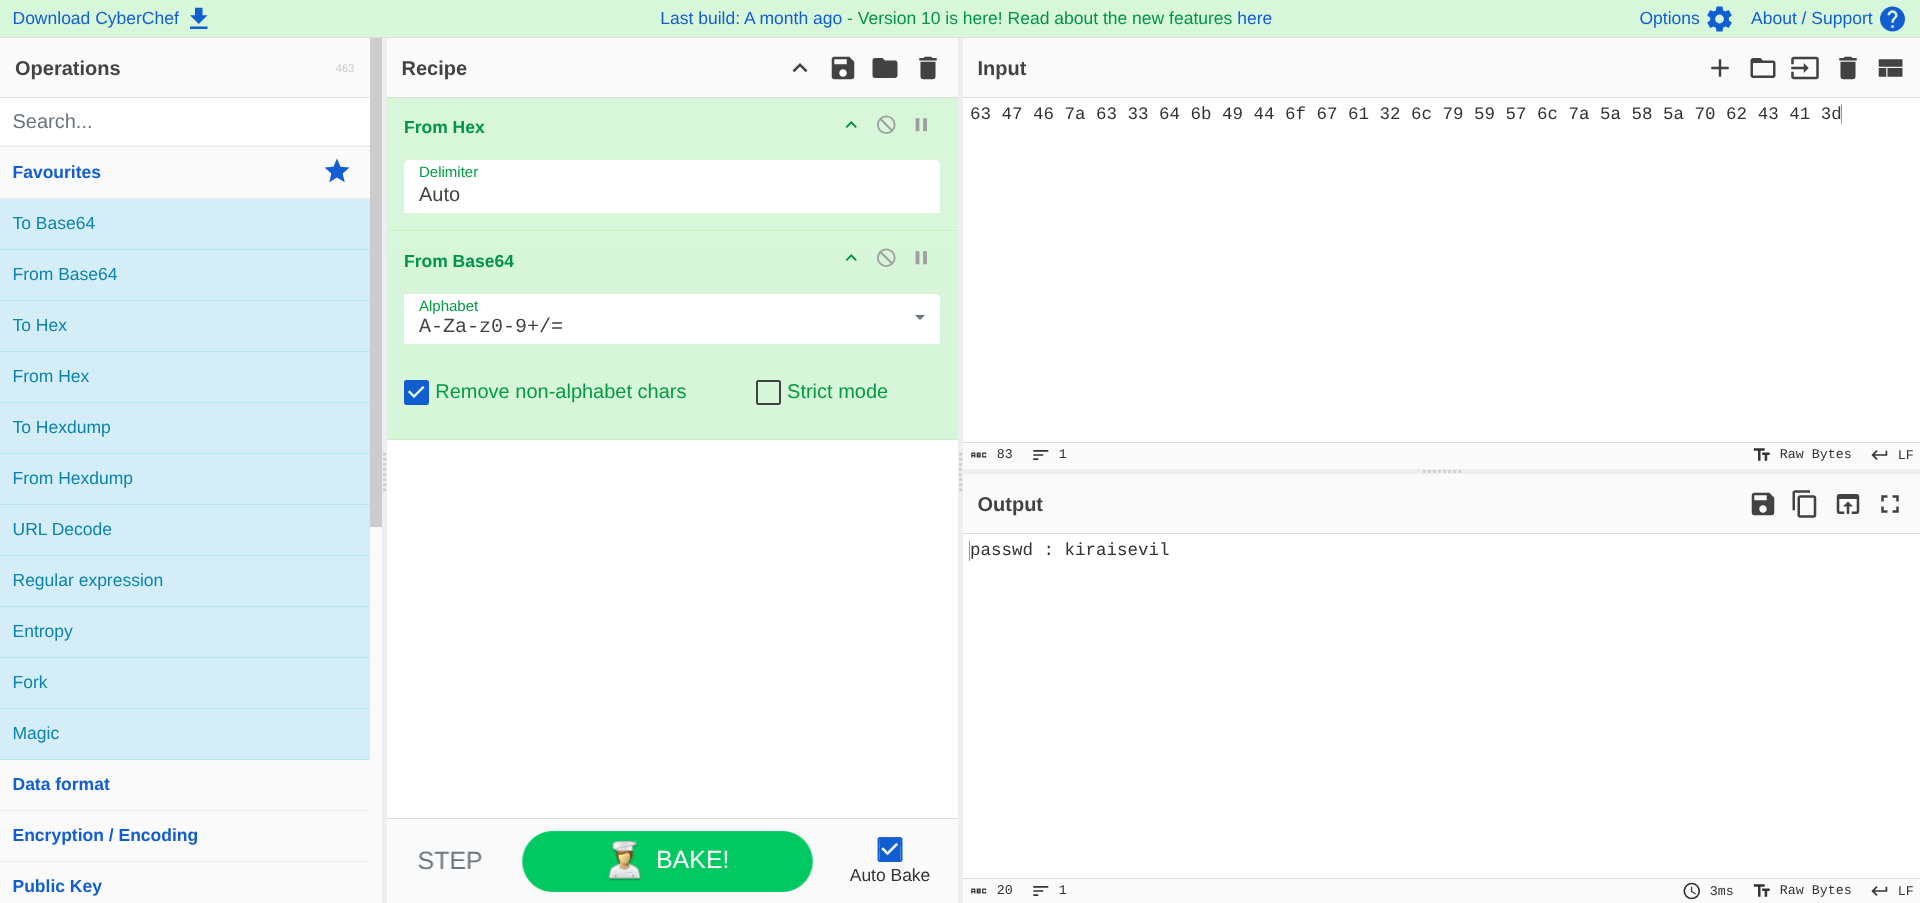 Download CyberChef
Last build: A month ago - Version 10 is here! Read about the new features here
Options
About / Support
Operations
463
Search...
Favourites
To Base64
From Base64
To Hex
From Hex
To Hexdump
From Hexdump
URL Decode
Regular expression
Entropy
Fork
Magic
Data format
Encryption / Encoding
Public Key
Recipe
From Hex
Delimiter
Auto
From Base64
Alphabet
A-Za-z0-9+/=
Remove non-alphabet chars
Strict mode
STEP
BAKE!
Auto Bake
Input
63 47 46 7a 63 33 64 6b 49 44 6f 67 61 32 6c 79 59 57 6c 7a 5a 58 5a 70 62 43 41 3d
ABC 83 1
Raw Bytes LF
Output
passwd : kiraisevil
ABC 20 1
3ms Raw Bytes LF